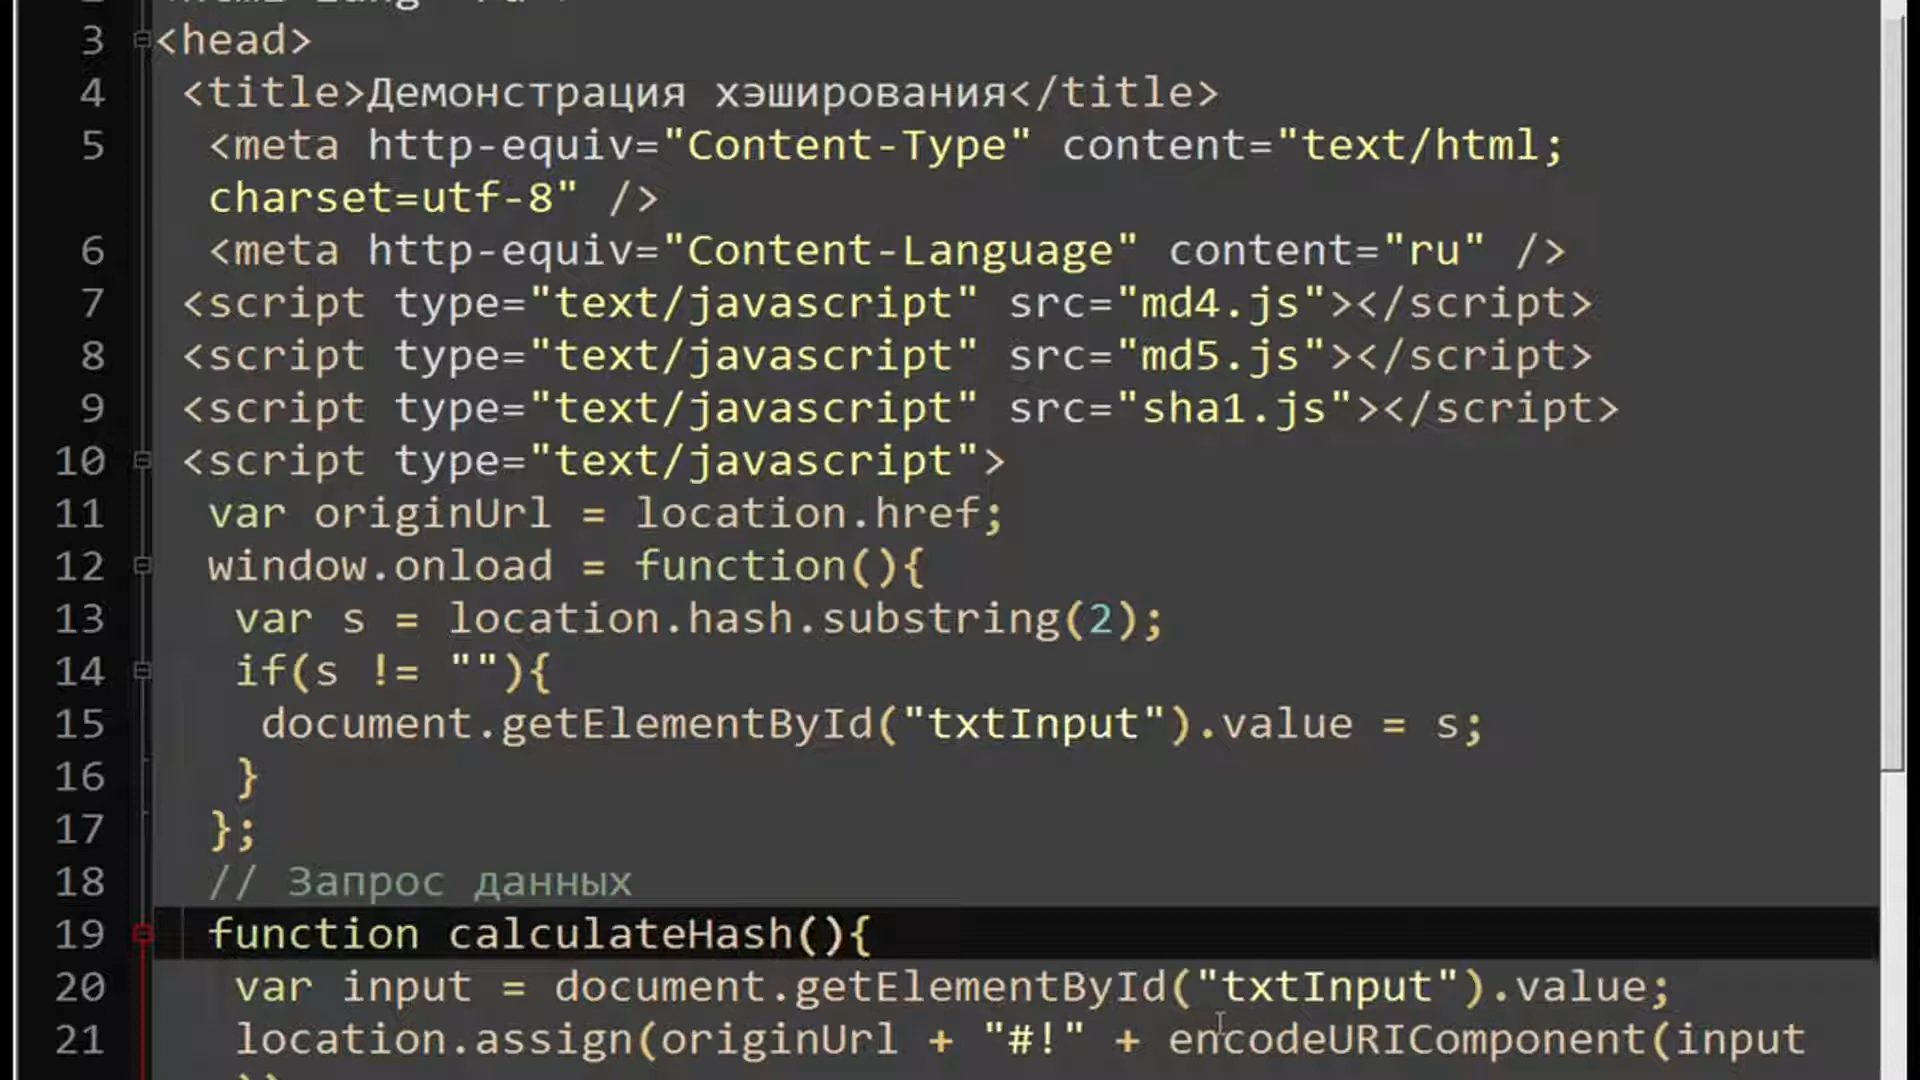 3 <head>
4 <title>Демонстрация хэширования</title>
5 <meta http-equiv="Content-Type" content="text/html;
charset=utf-8" />
6 <meta http-equiv="Content-Language" content="ru" />
7 <script type="text/javascript" src="md4.js"></script>
8 <script type="text/javascript" src="md5.js"></script>
9 <script type="text/javascript" src="sha1.js"></script>
10 <script type="text/javascript">
11 var originUrl = location.href;
12 window.onload = function(){
13 var s = location.hash.substring(2);
14 if(s != ""){
15 document.getElementById("txtInput").value = s;
16 }
17 };
18 // Запрос данных
19 function calculateHash(){
20 var input = document.getElementById("txtInput").value;
21 location.assign(originUrl + "#!" + encodeURIComponent(input